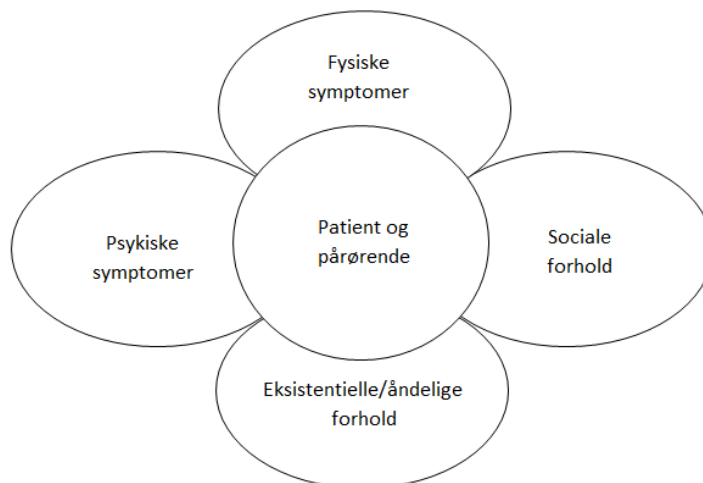 Fysiske
symptomer
Psykiske
symptomer
Patient og
pårørende
Sociale
forhold
Eksistentielle/åndelige
forhold